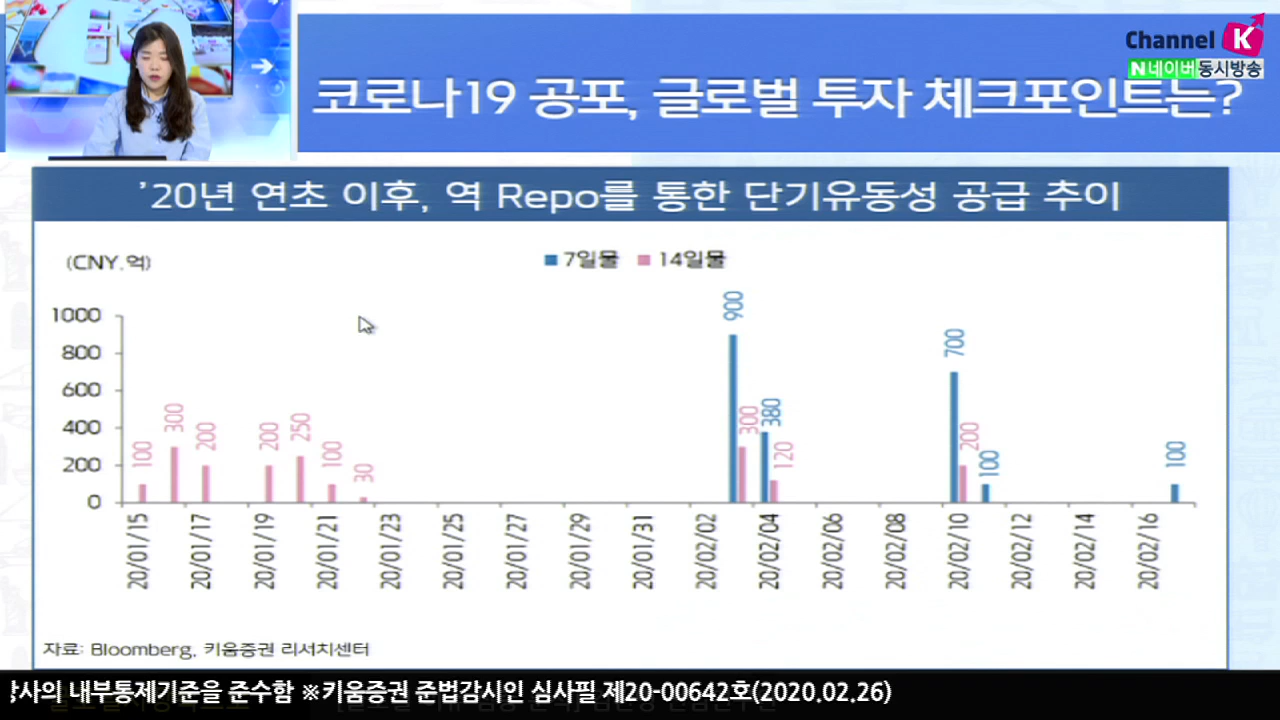 Channel K
N네이버 동시방송
코로나19 공포, 글로벌 투자 체크포인트는?
'20년 연초 이후, 역 Repo를 통한 단기유동성 공급 추이
(CNY.억)
7일물 14일물
1000
800
600
400
200
0
100 300 200 200 250 100 30 900 300 380 120 700 200 100 100
20/01/15 20/01/17 20/01/19 20/01/21 20/01/23 20/01/25 20/01/27 20/01/29 20/01/31 20/02/02 20/02/04 20/02/06 20/02/08 20/02/10 20/02/12 20/02/14 20/02/16
자료: Bloomberg, 키움증권 리서치센터
내부통제기준을 준수함 ※키움증권 준법감시인 심사필 제20-00642호(2020.02.26)